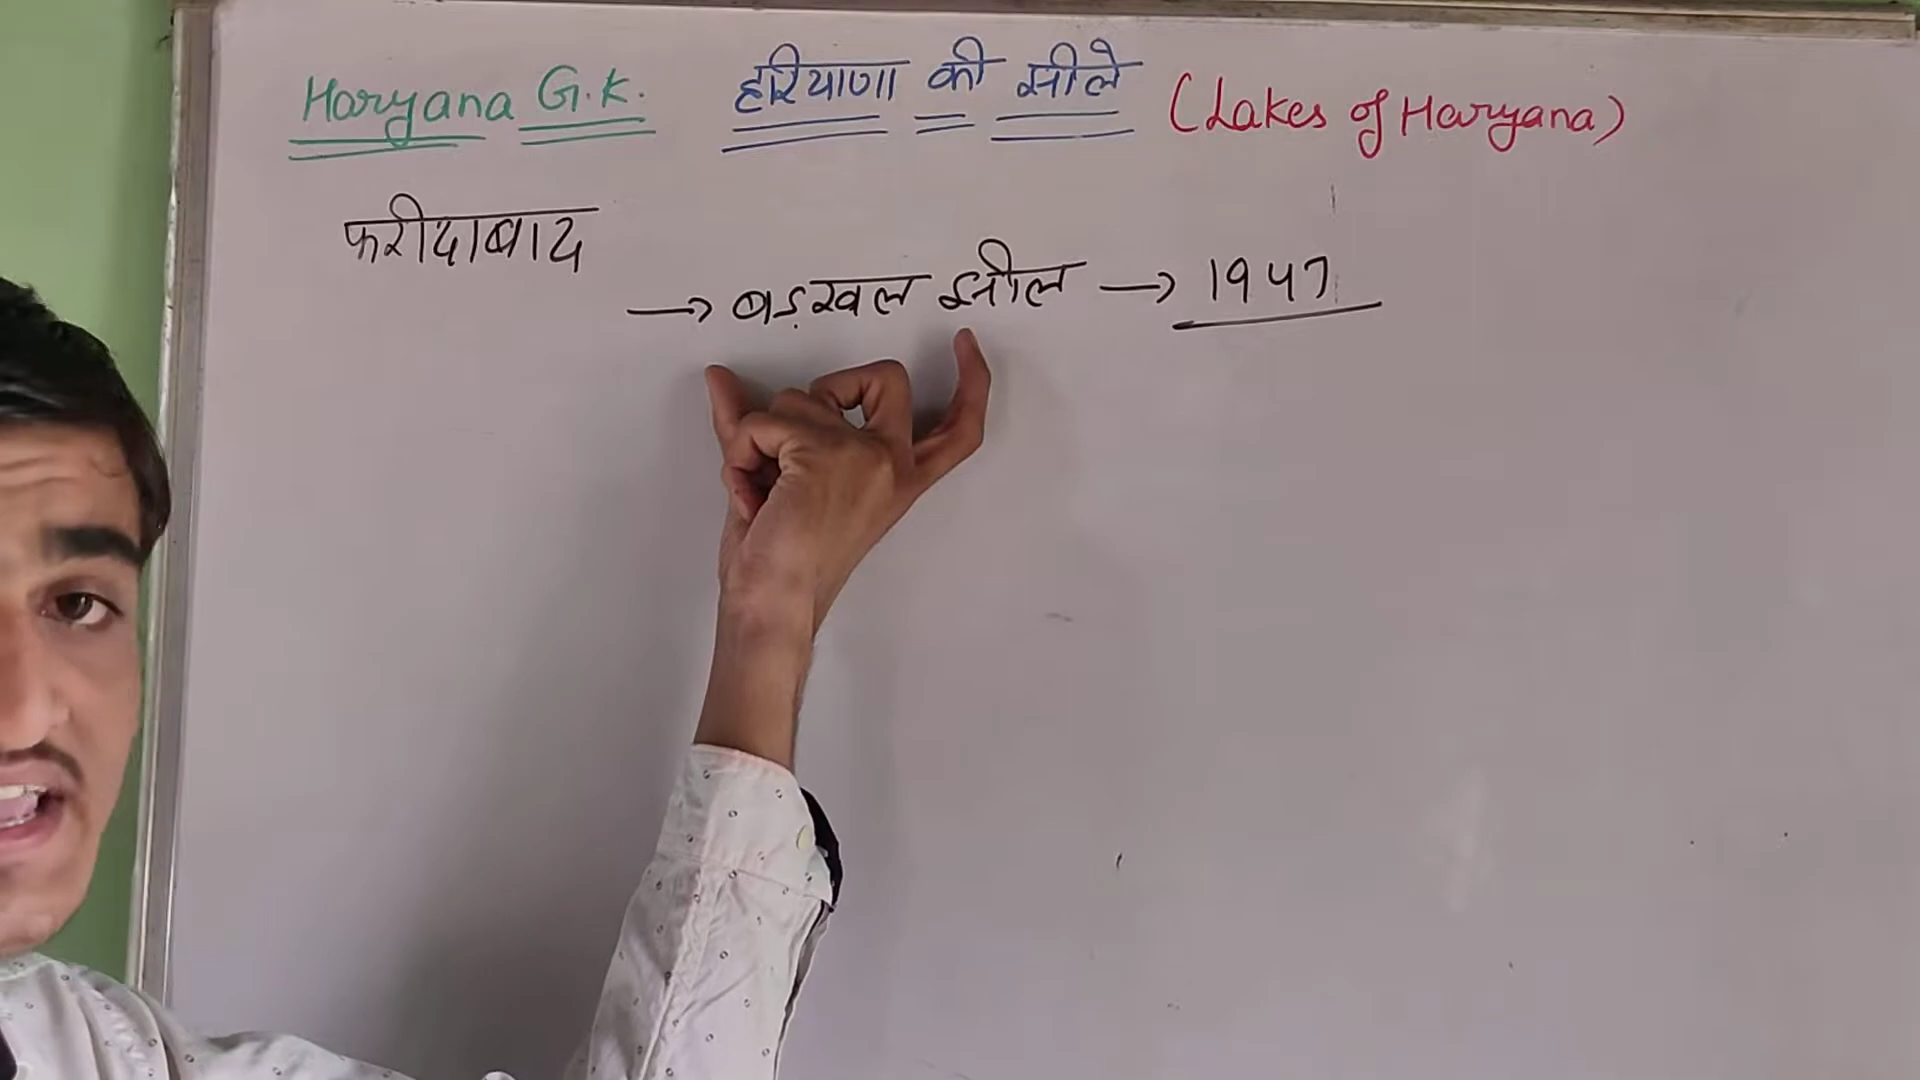 Haryana G.K. हरियाणा की झीले (Lakes of Haryana)
फरीदाबाद
→ बड़खल झील → 1947